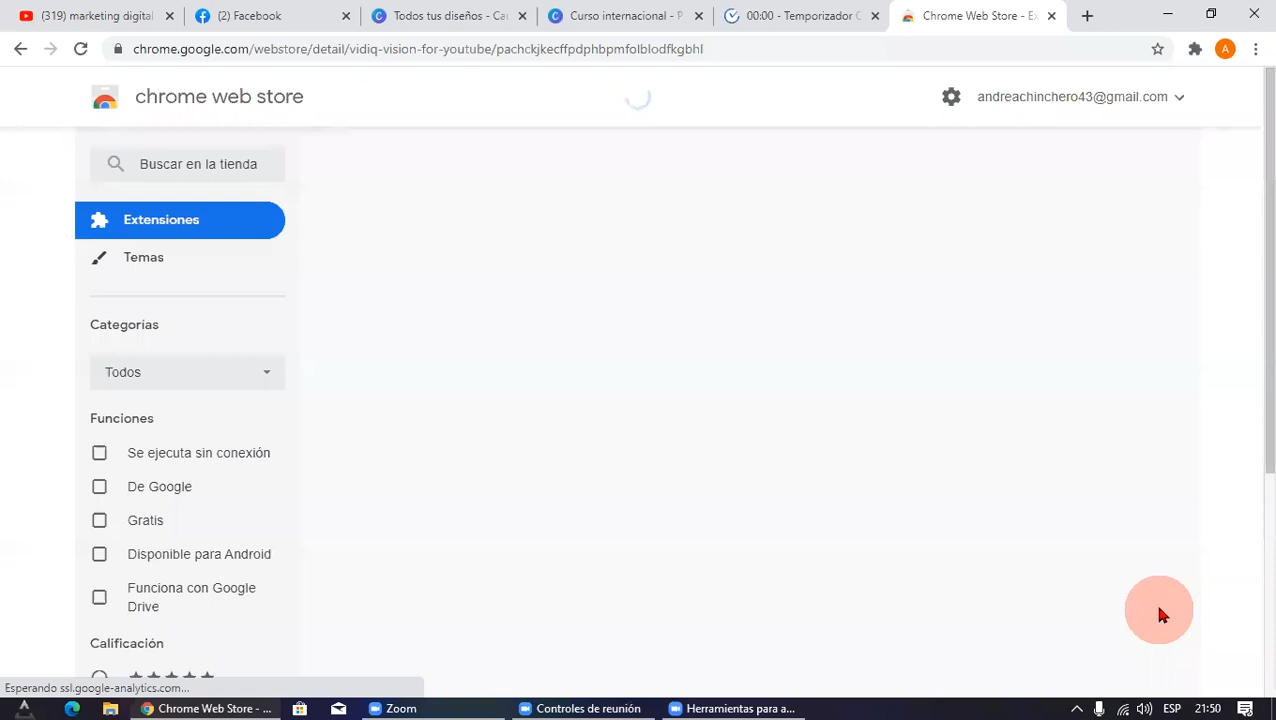 (319) marketing digital
(2) Facebook
Todos tus diseños - Ca
Curso internacional - P
00:00 - Temporizador C
Chrome Web Store - Ex
chrome.google.com/webstore/detail/vidiq-vision-for-youtube/pachckjkecffpdphbpmfolblodfkgbhl
A
chrome web store
andreachinchero43@gmail.com
Buscar en la tienda
Extensiones
Temas
Categorías
Todos
Funciones
Se ejecuta sin conexión
De Google
Gratis
Disponible para Android
Funciona con Google
Drive
Calificación
Esperando ssl.google-analytics.com...
Chrome Web Store - ...
Zoom
Controles de reunión
Herramientas para a...
ESP
21:50